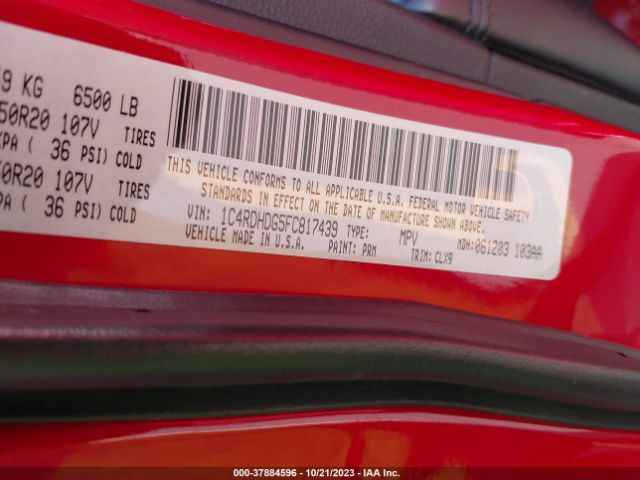 9 KG 6500 LB
50R20 107V TIRES
KPA ( 36 PSI) COLD
50R20 107V TIRES
PA ( 36 PSI) COLD
THIS VEHICLE CONFORMS TO ALL APPLICABLE U.S.A. FEDERAL MOTOR VEHICLE SAFETY
STANDARDS IN EFFECT ON THE DATE OF MANUFACTURE SHOWN ABOVE.
VIN: 1C4RDHDG5FC817439 TYPE: MPV MDH: 061203 103AA
VEHICLE MADE IN U.S.A. PAINT: PRM TRIM: CLX9
000-37884596 - 10/21/2023 - IAA Inc.